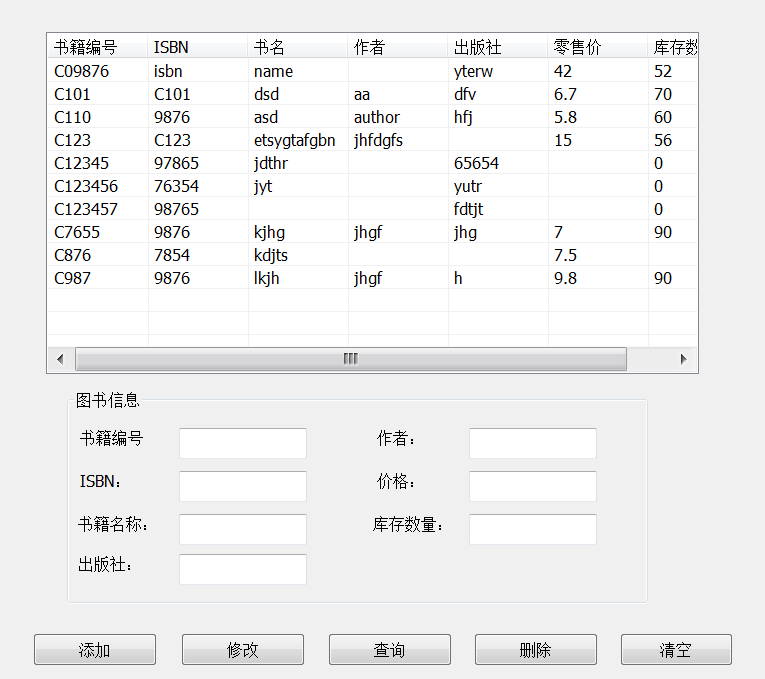 书籍编号 ISBN 书名 作者 出版社 零售价 库存数
C09876 isbn name yterw 42 52
C101 C101 dsd aa dfv 6.7 70
C110 9876 asd author hfj 5.8 60
C123 C123 etsygtafgbn jhfdgfs 15 56
C12345 97865 jdthr 65654 0
C123456 76354 jyt yutr 0
C123457 98765 fdtjt 0
C7655 9876 kjhg jhgf jhg 7 90
C876 7854 kdjts 7.5
C987 9876 lkjh jhgf h 9.8 90
图书信息
书籍编号 作者：
ISBN： 价格：
书籍名称： 库存数量：
出版社：
添加 修改 查询 删除 清空